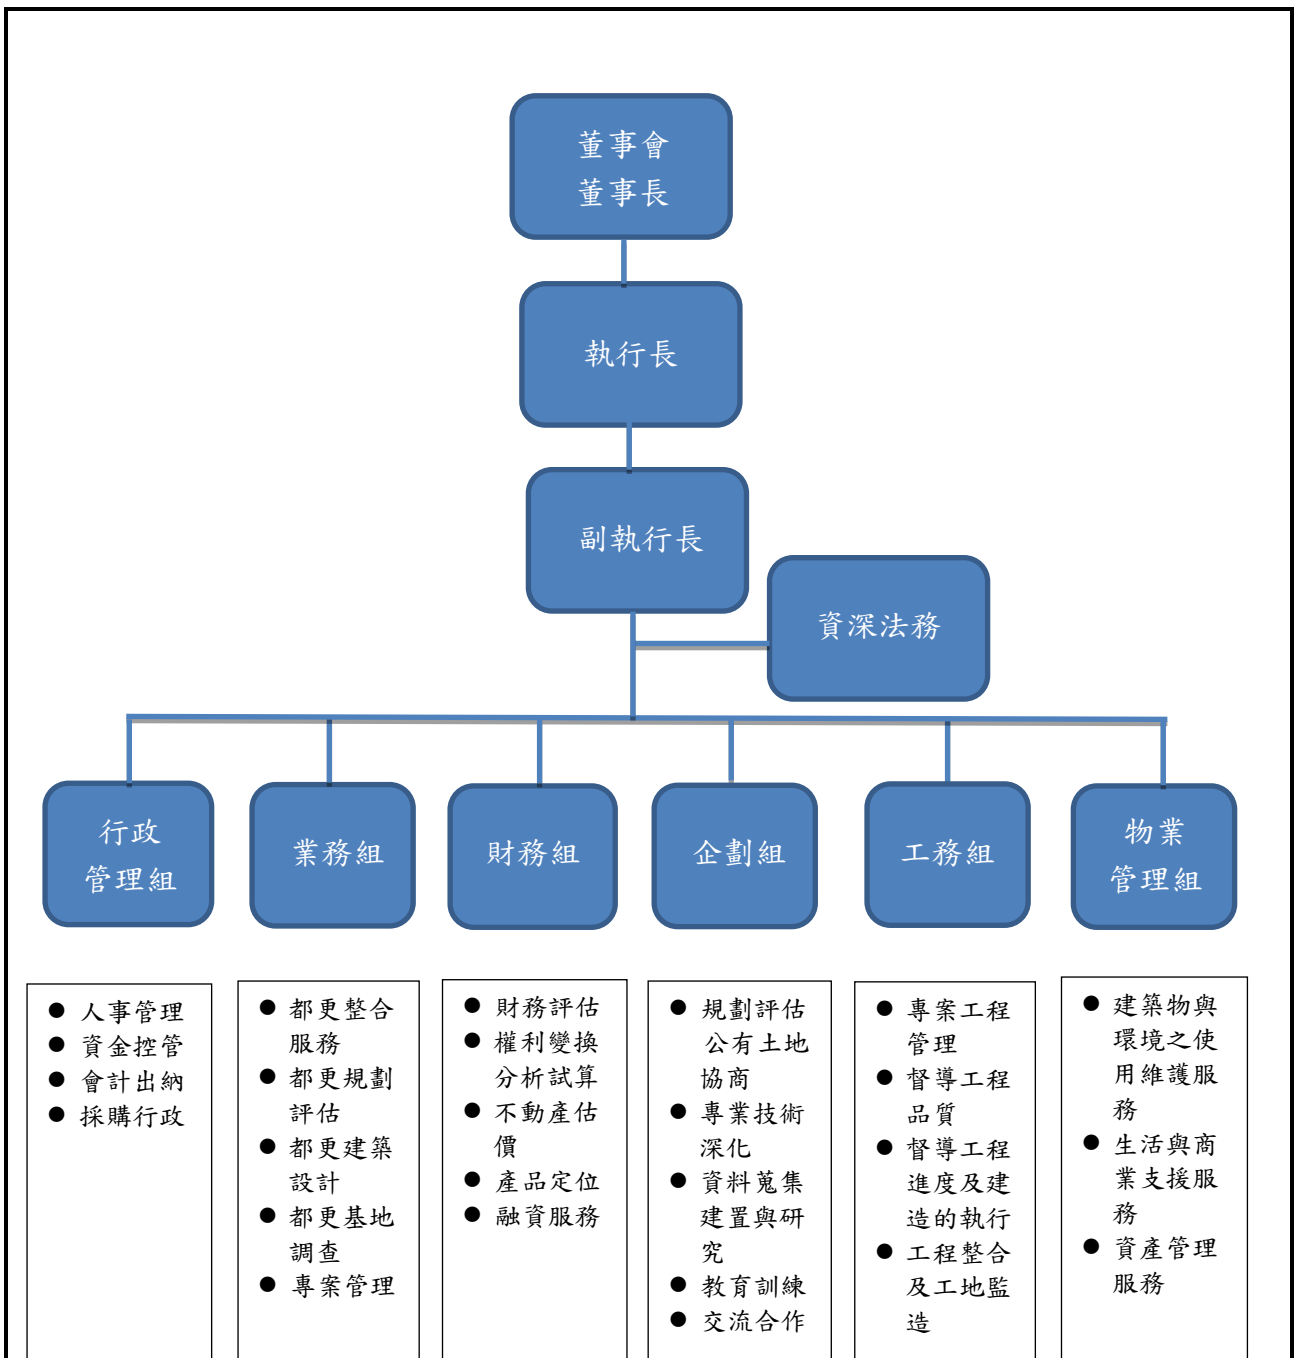 董事會
董事長
執行長
副執行長
資深法務
行政
管理組
業務組
財務組
企劃組
工務組
物業
管理組
● 人事管理
● 資金控管
● 會計出納
● 採購行政
● 都更整合
服務
● 都更規劃
評估
● 都更建築
設計
● 都更基地
調查
● 專案管理
● 財務評估
● 權利變換
分析試算
● 不動產估
價
● 產品定位
● 融資服務
● 規劃評估
公有土地
協商
● 專業技術
深化
● 資料蒐集
建置與研
究
● 教育訓練
● 交流合作
● 專案工程
管理
● 督導工程
品質
● 督導工程
進度及建
造的執行
● 工程整合
及工地監
造
● 建築物與
環境之使
用維護服
務
● 生活與商
業支援服
務
● 資產管理
服務